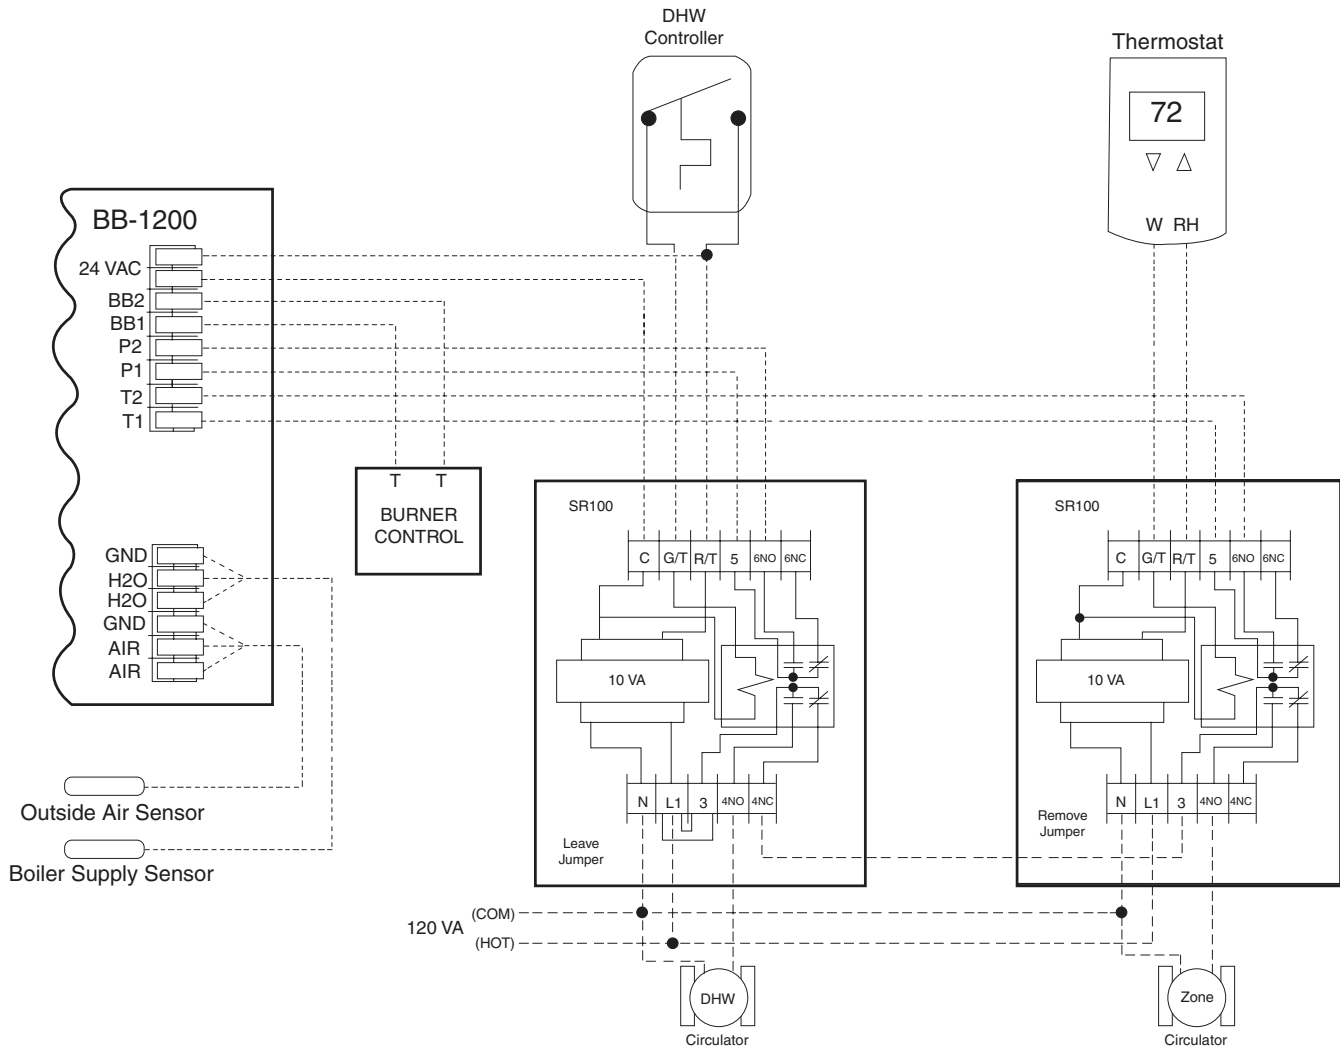 DHW
Controller
Thermostat
72
W RH
BB-1200
24 VAC
BB2
BB1
P2
P1
T2
T1
GND
H2O
H2O
GND
AIR
AIR
T T
BURNER
CONTROL
SR100
C G/T R/T 5 6NO 6NC
10 VA
N L1 3 4NO 4NC
Leave
Jumper
SR100
C G/T R/T 5 6NO 6NC
10 VA
N L1 3 4NO 4NC
Remove
Jumper
Outside Air Sensor
Boiler Supply Sensor
120 VA
(COM)
(HOT)
DHW
Circulator
Zone
Circulator